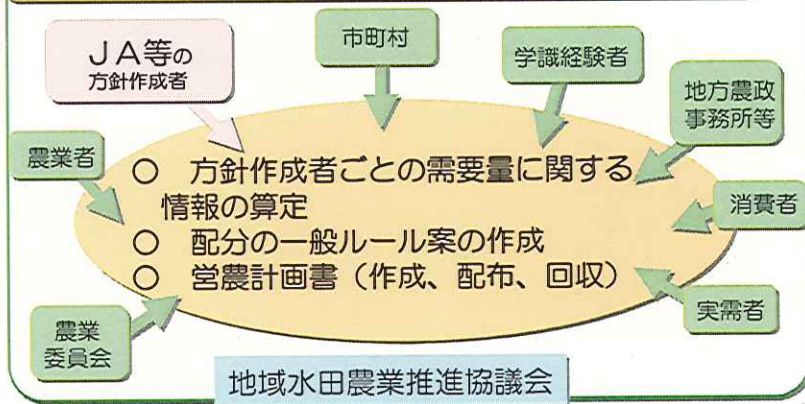 JA等の
方針作成者
市町村
学識経験者
地方農政
事務所等
農業者
消費者
○ 方針作成者ごとの需要量に関する
情報の算定
○ 配分の一般ルール案の作成
○ 営農計画書（作成、配布、回収）
実需者
農業
委員会
地域水田農業推進協議会